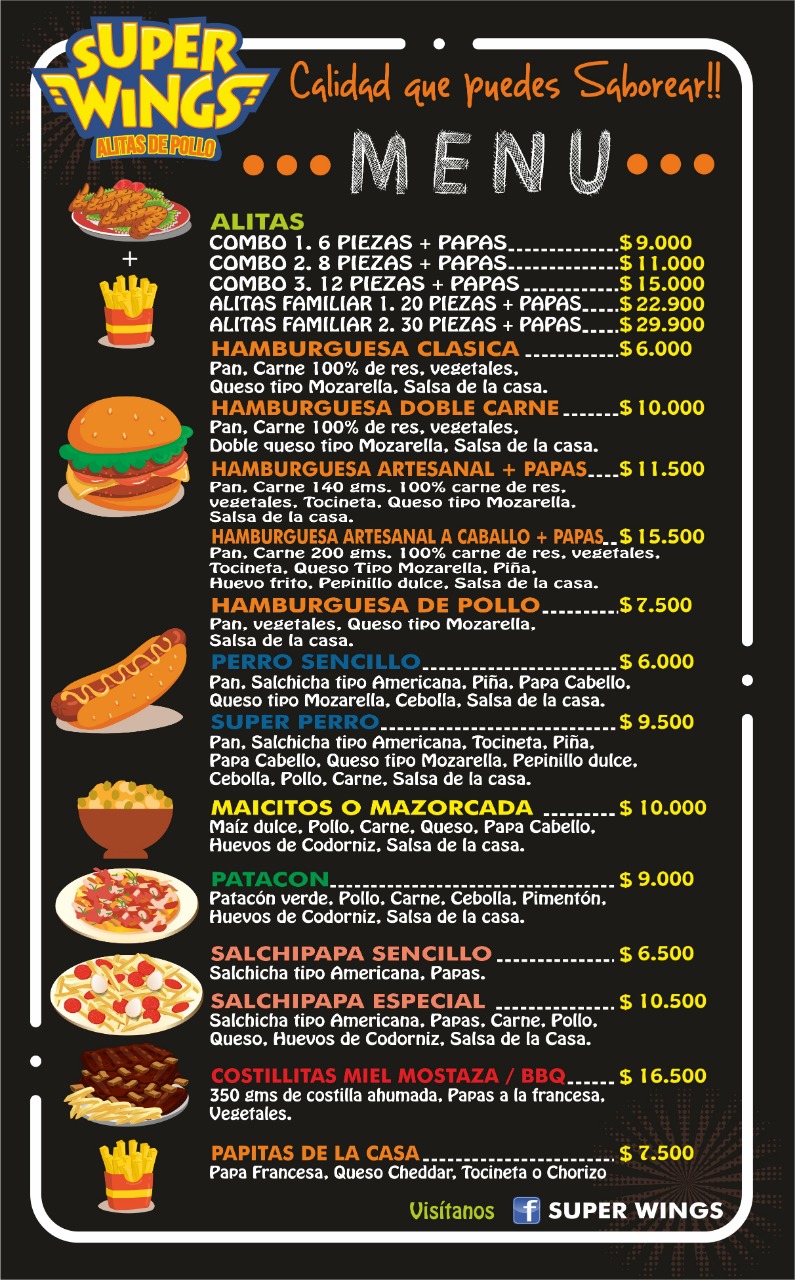 SUPER
WINGS
ALITAS DE POLLO
Calidad que puedes Saborear!!
MENU
ALITAS
COMBO 1. 6 PIEZAS + PAPAS $ 9.000
COMBO 2. 8 PIEZAS + PAPAS $ 11.000
COMBO 3. 12 PIEZAS + PAPAS $ 15.000
ALITAS FAMILIAR 1. 20 PIEZAS + PAPAS $ 22.900
ALITAS FAMILIAR 2. 30 PIEZAS + PAPAS $ 29.900
+
HAMBURGUESA CLASICA $ 6.000
Pan, Carne 100% de res, vegetales,
Queso tipo Mozarella, Salsa de la casa.
HAMBURGUESA DOBLE CARNE $ 10.000
Pan, Carne 100% de res, vegetales,
Doble queso tipo Mozarella, Salsa de la casa.
HAMBURGUESA ARTESANAL + PAPAS $ 11.500
Pan, Carne 140 gms. 100% carne de res,
vegetales, Tocineta, Queso tipo Mozarella,
Salsa de la casa.
HAMBURGUESA ARTESANAL A CABALLO + PAPAS $ 15.500
Pan, Carne 200 gms. 100% carne de res, vegetales,
Tocineta, Queso Tipo Mozarella, Piña,
Huevo frito, Pepinillo dulce, Salsa de la casa.
HAMBURGUESA DE POLLO $ 7.500
Pan, vegetales, Queso tipo Mozarella,
Salsa de la casa.
PERRO SENCILLO $ 6.000
Pan, Salchicha tipo Americana, Piña, Papa Cabello,
Queso tipo Mozarella, Cebolla, Salsa de la casa.
SUPER PERRO $ 9.500
Pan, Salchicha tipo Americana, Tocineta, Piña,
Papa Cabello, Queso tipo Mozarella, Pepinillo dulce,
Cebolla, Pollo, Carne, Salsa de la casa.
MAICITOS O MAZORCADA $ 10.000
Maíz dulce, Pollo, Carne, Queso, Papa Cabello,
Huevos de Codorniz, Salsa de la casa.
PATACON $ 9.000
Patacón verde, Pollo, Carne, Cebolla, Pimentón,
Huevos de Codorniz, Salsa de la casa.
SALCHIPAPA SENCILLO $ 6.500
Salchicha tipo Americana, Papas.
SALCHIPAPA ESPECIAL $ 10.500
Salchicha tipo Americana, Papas, Carne, Pollo,
Queso, Huevos de Codorniz, Salsa de la Casa.
COSTILLITAS MIEL MOSTAZA / BBQ $ 16.500
350 gms de costilla ahumada, Papas a la francesa,
Vegetales.
PAPITAS DE LA CASA $ 7.500
Papa Francesa, Queso Cheddar, Tocineta o Chorizo
Visítanos f SUPER WINGS